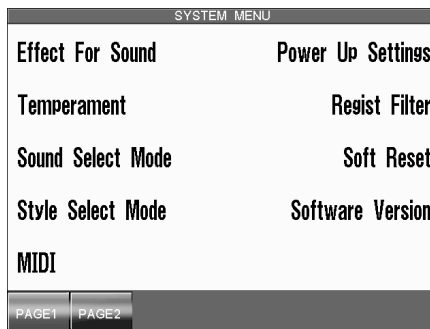 SYSTEM MENU
Effect For Sound Power Up Settings
Temperament Regist Filter
Sound Select Mode Soft Reset
Style Select Mode Software Version
MIDI
PAGE1 PAGE2